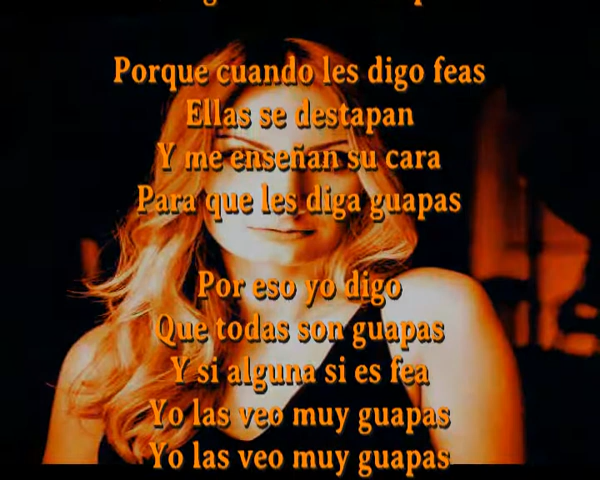 Porque cuando les digo feas
Ellas se destapan
Y me enseñan su cara
Para que les diga guapas
Por eso yo digo
Que todas son guapas
Y si alguna si es fea
Yo las veo muy guapas
Yo las veo muy guapas